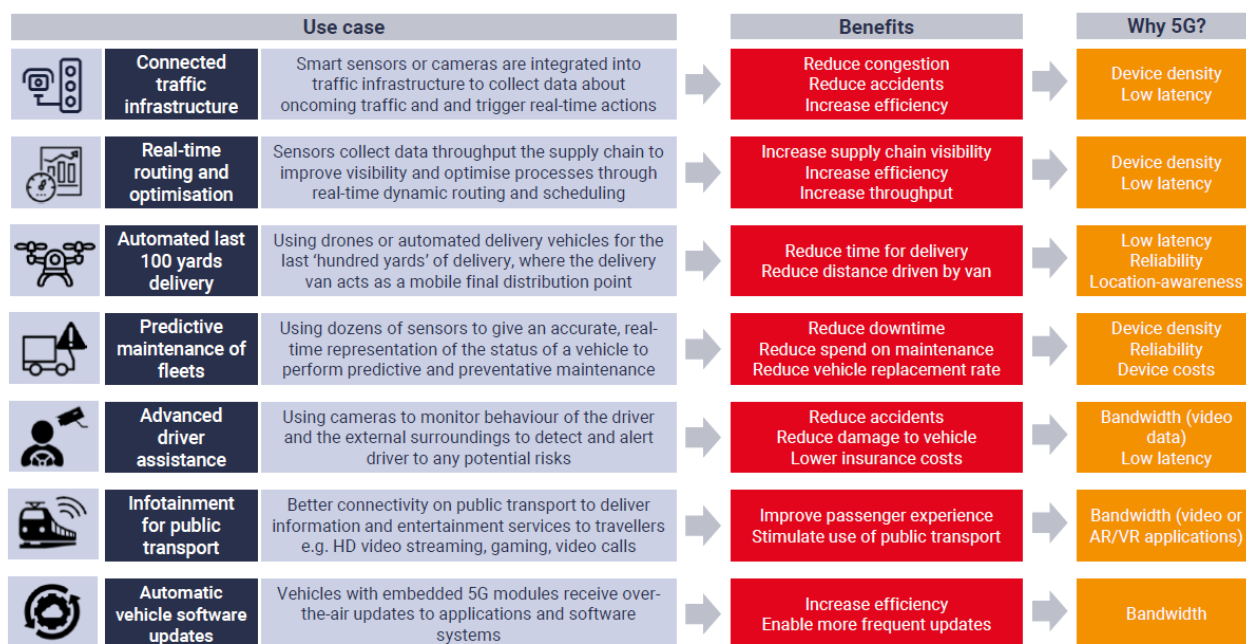 Use case
Benefits
Why 5G?
Connected
traffic
infrastructure
Smart sensors or cameras are integrated into
traffic infrastructure to collect data about
oncoming traffic and and trigger real-time actions
Reduce congestion
Reduce accidents
Increase efficiency
Device density
Low latency
Real-time
routing and
optimisation
Sensors collect data throughput the supply chain to
improve visibility and optimise processes through
real-time dynamic routing and scheduling
Increase supply chain visibility
Increase efficiency
Increase throughput
Device density
Low latency
Automated last
100 yards
delivery
Using drones or automated delivery vehicles for the
last ‘hundred yards’ of delivery, where the delivery
van acts as a mobile final distribution point
Reduce time for delivery
Reduce distance driven by van
Low latency
Reliability
Location-awareness
Predictive
maintenance of
fleets
Using dozens of sensors to give an accurate, real-
time representation of the status of a vehicle to
perform predictive and preventative maintenance
Reduce downtime
Reduce spend on maintenance
Reduce vehicle replacement rate
Device density
Reliability
Device costs
Advanced
driver
assistance
Using cameras to monitor behaviour of the driver
and the external surroundings to detect and alert
driver to any potential risks
Reduce accidents
Reduce damage to vehicle
Lower insurance costs
Bandwidth (video
data)
Low latency
Infotainment
for public
transport
Better connectivity on public transport to deliver
information and entertainment services to travellers
e.g. HD video streaming, gaming, video calls
Improve passenger experience
Stimulate use of public transport
Bandwidth (video or
AR/VR applications)
Automatic
vehicle software
updates
Vehicles with embedded 5G modules receive over-
the-air updates to applications and software
systems
Increase efficiency
Enable more frequent updates
Bandwidth